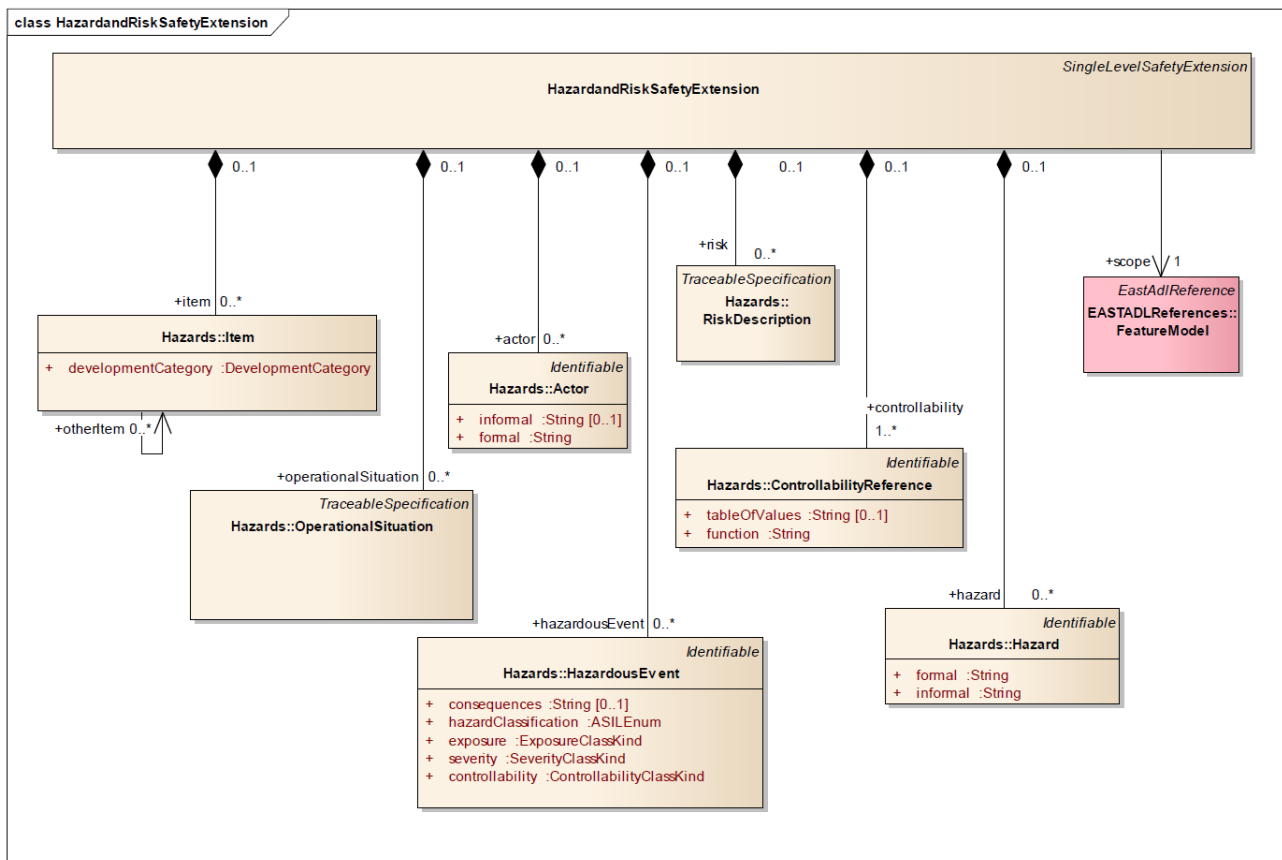 class HazardandRiskSafetyExtension
SingleLevelSafetyExtension
HazardandRiskSafetyExtension
0..1
0..1
0..1
0..1
0..1
0..1
0..1
+risk
0..*
TraceableSpecification
Hazards::
RiskDescription
+scope
1
EastAdlReference
EASTADLReferences::
FeatureModel
+item 0..*
Hazards::Item
+ developmentCategory :DevelopmentCategory
+otherItem 0..*
+actor 0..*
Identifiable
Hazards::Actor
+ informal :String [0..1]
+ formal :String
+controllability
1..*
Identifiable
Hazards::ControllabilityReference
+ tableOfValues :String [0..1]
+ function :String
+operationalSituation 0..*
TraceableSpecification
Hazards::OperationalSituation
+hazard 0..*
Identifiable
Hazards::Hazard
+ formal :String
+ informal :String
+hazardousEvent 0..*
Identifiable
Hazards::HazardousEvent
+ consequences :String [0..1]
+ hazardClassification :ASILEnum
+ exposure :ExposureClassKind
+ severity :SeverityClassKind
+ controllability :ControllabilityClassKind